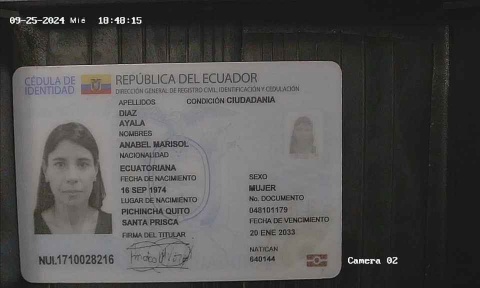 09-25-2024 Mié 18:48:15
CÉDULA DE IDENTIDAD
REPÚBLICA DEL ECUADOR
DIRECCIÓN GENERAL DE REGISTRO CIVIL, IDENTIFICACIÓN Y CEDULACIÓN
APELLIDOS
CONDICIÓN CIUDADANIA
DIAZ
AYALA
NOMBRES
ANABEL MARISOL
NACIONALIDAD
ECUATORIANA
FECHA DE NACIMIENTO
16 SEP 1974
LUGAR DE NACIMIENTO
PICHINCHA QUITO
SANTA PRISCA
FIRMA DEL TITULAR
SEXO
MUJER
No. DOCUMENTO
048101179
FECHA DE VENCIMIENTO
20 ENE 2033
NAT/CAN
640144
NUI.1710028216
Camera 02